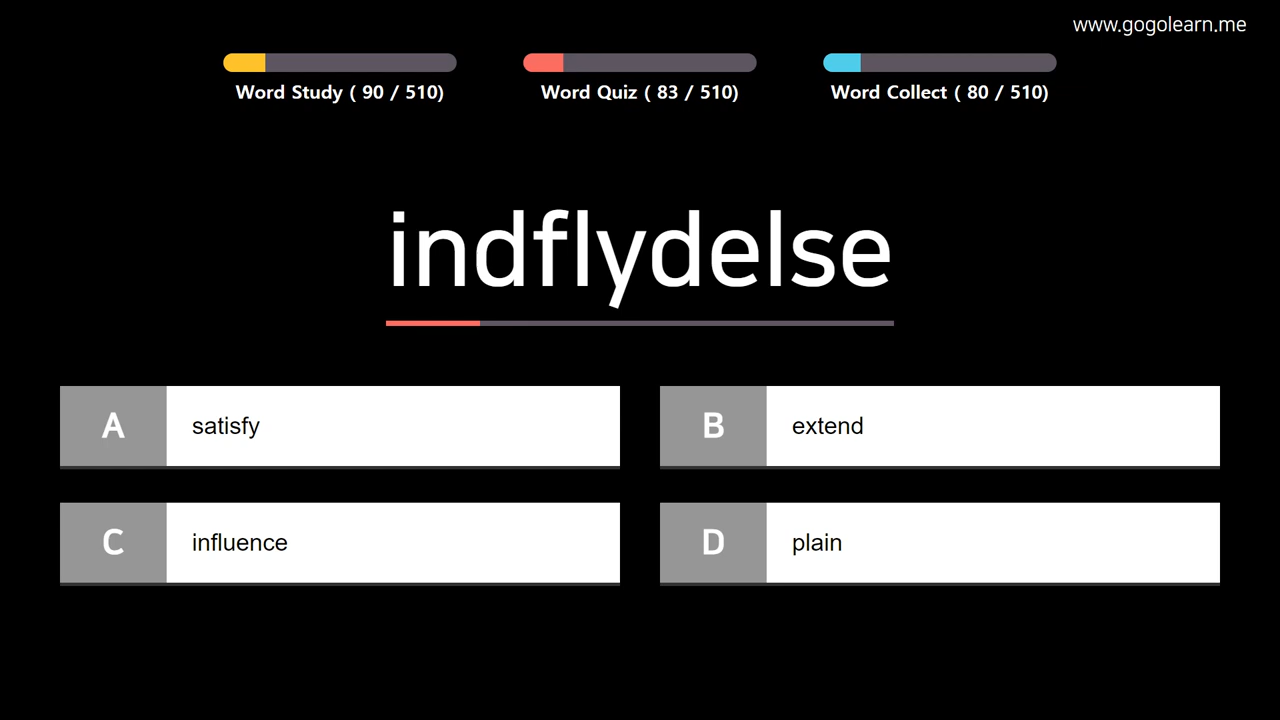 www.gogolearn.me
Word Study ( 90 / 510)
Word Quiz ( 83 / 510)
Word Collect ( 80 / 510)
indflydelse
A satisfy
B extend
C influence
D plain